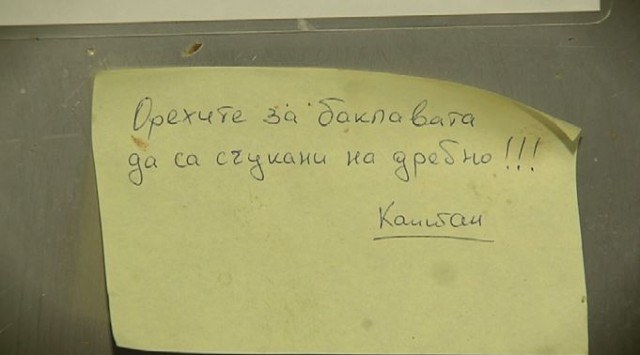 Орехите за баклавата
да са счукани на дребно!!!
Капитан